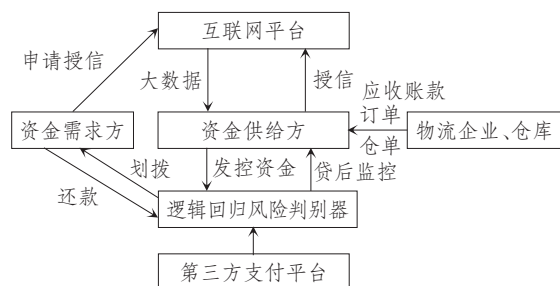 互联网平台
申请授信
大数据
授信
应收账款
订单
资金需求方
资金供给方
物流企业、仓库
仓单
划拨
发控资金
贷后监控
还款
逻辑回归风险判别器
第三方支付平台